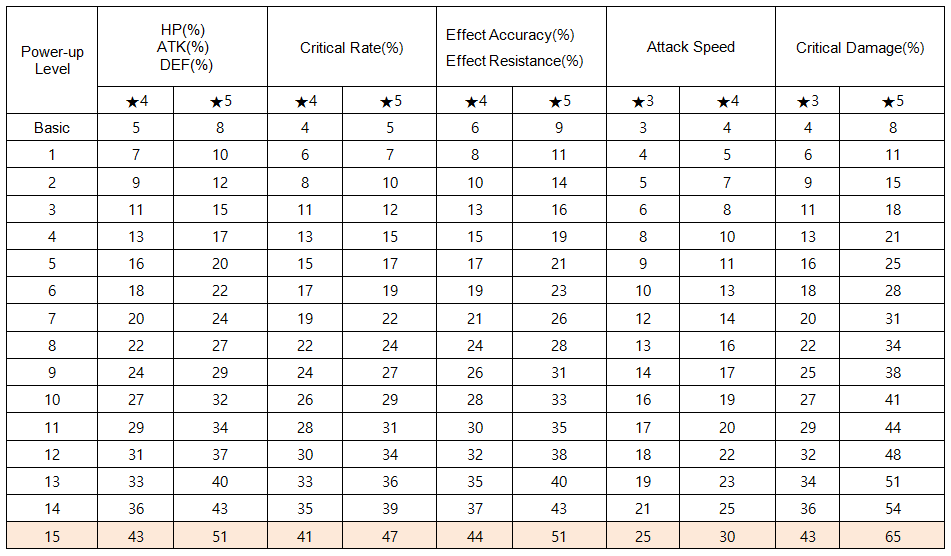 Power-up
Level
HP(%)
ATK(%)
DEF(%)
Critical Rate(%)
Effect Accuracy(%)
Effect Resistance(%)
Attack Speed
Critical Damage(%)
★4 ★5 ★4 ★5 ★4 ★5 ★3 ★4 ★3 ★5
Basic 5 8 4 5 6 9 3 4 4 8
1 7 10 6 7 8 11 4 5 6 11
2 9 12 8 10 10 14 5 7 9 15
3 11 15 11 12 13 16 6 8 11 18
4 13 17 13 15 15 19 8 10 13 21
5 16 20 15 17 17 21 9 11 16 25
6 18 22 17 19 19 23 10 13 18 28
7 20 24 19 22 21 26 12 14 20 31
8 22 27 22 24 24 28 13 16 22 34
9 24 29 24 27 26 31 14 17 25 38
10 27 32 26 29 28 33 16 19 27 41
11 29 34 28 31 30 35 17 20 29 44
12 31 37 30 34 32 38 18 22 32 48
13 33 40 33 36 35 40 19 23 34 51
14 36 43 35 39 37 43 21 25 36 54
15 43 51 41 47 44 51 25 30 43 65